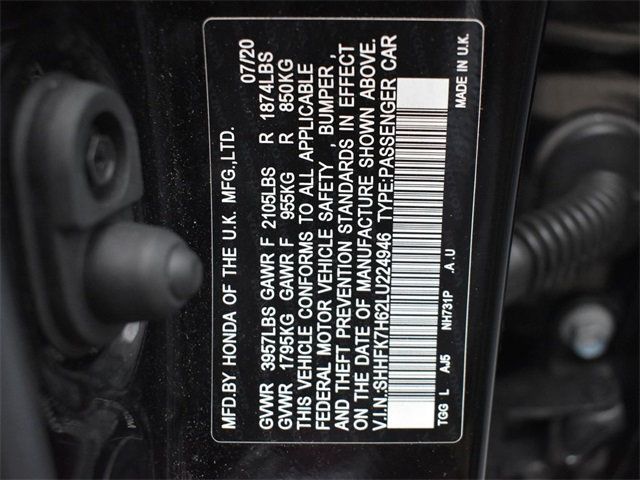 MFD.BY HONDA OF THE U.K. MFG.,LTD. 07/20
GVWR 3957LBS GAWR F 2105LBS R 1874LBS
GVWR 1795KG GAWR F 955KG R 850KG
THIS VEHICLE CONFORMS TO ALL APPLICABLE
FEDERAL MOTOR VEHICLE SAFETY , BUMPER ,
AND THEFT PREVENTION STANDARDS IN EFFECT
ON THE DATE OF MANUFACTURE SHOWN ABOVE.
V.I.N.:SHHFK7H62LU224946 TYPE:PASSENGER CAR
TGG L AJ5 NH731P .A .U MADE IN U.K.